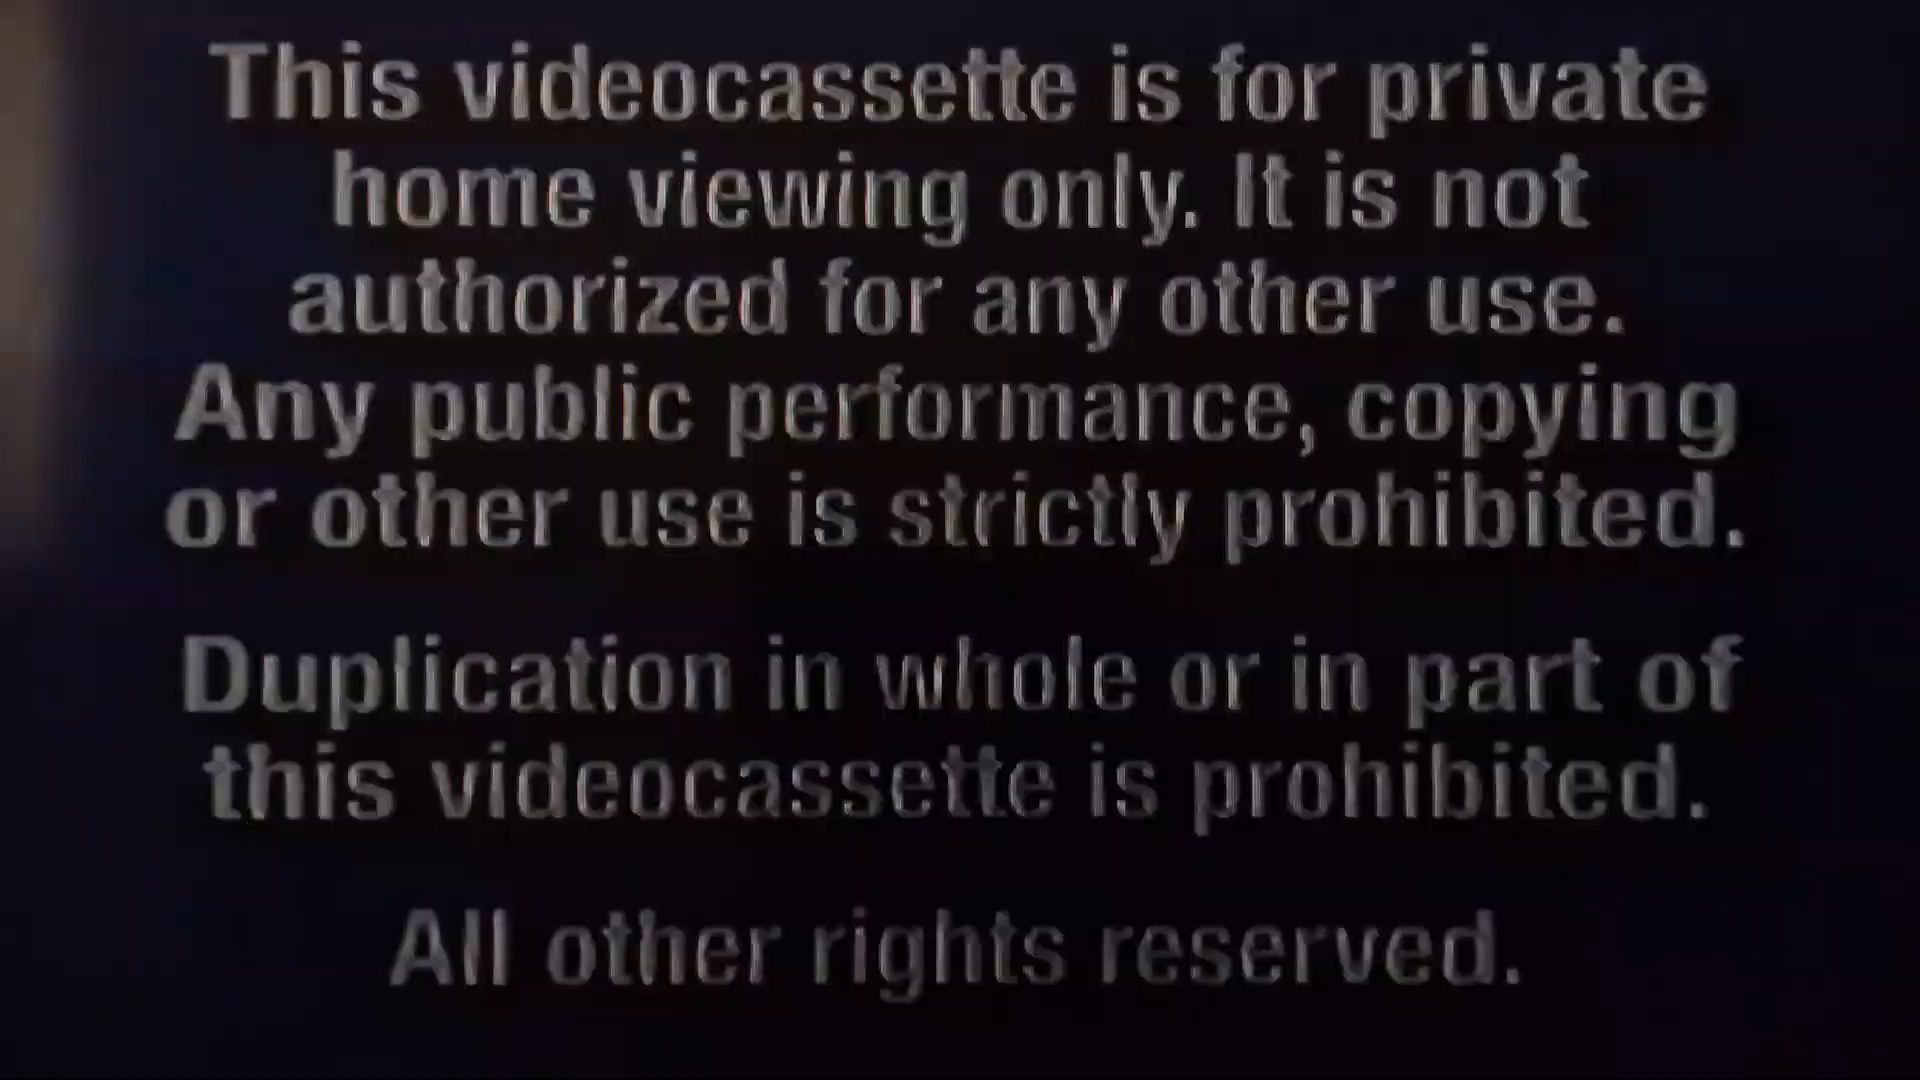 This videocassette is for private
home viewing only. It is not
authorized for any other use.
Any public performance, copying
or other use is strictly prohibited.
Duplication in whole or in part of
this videocassette is prohibited.
All other rights reserved.